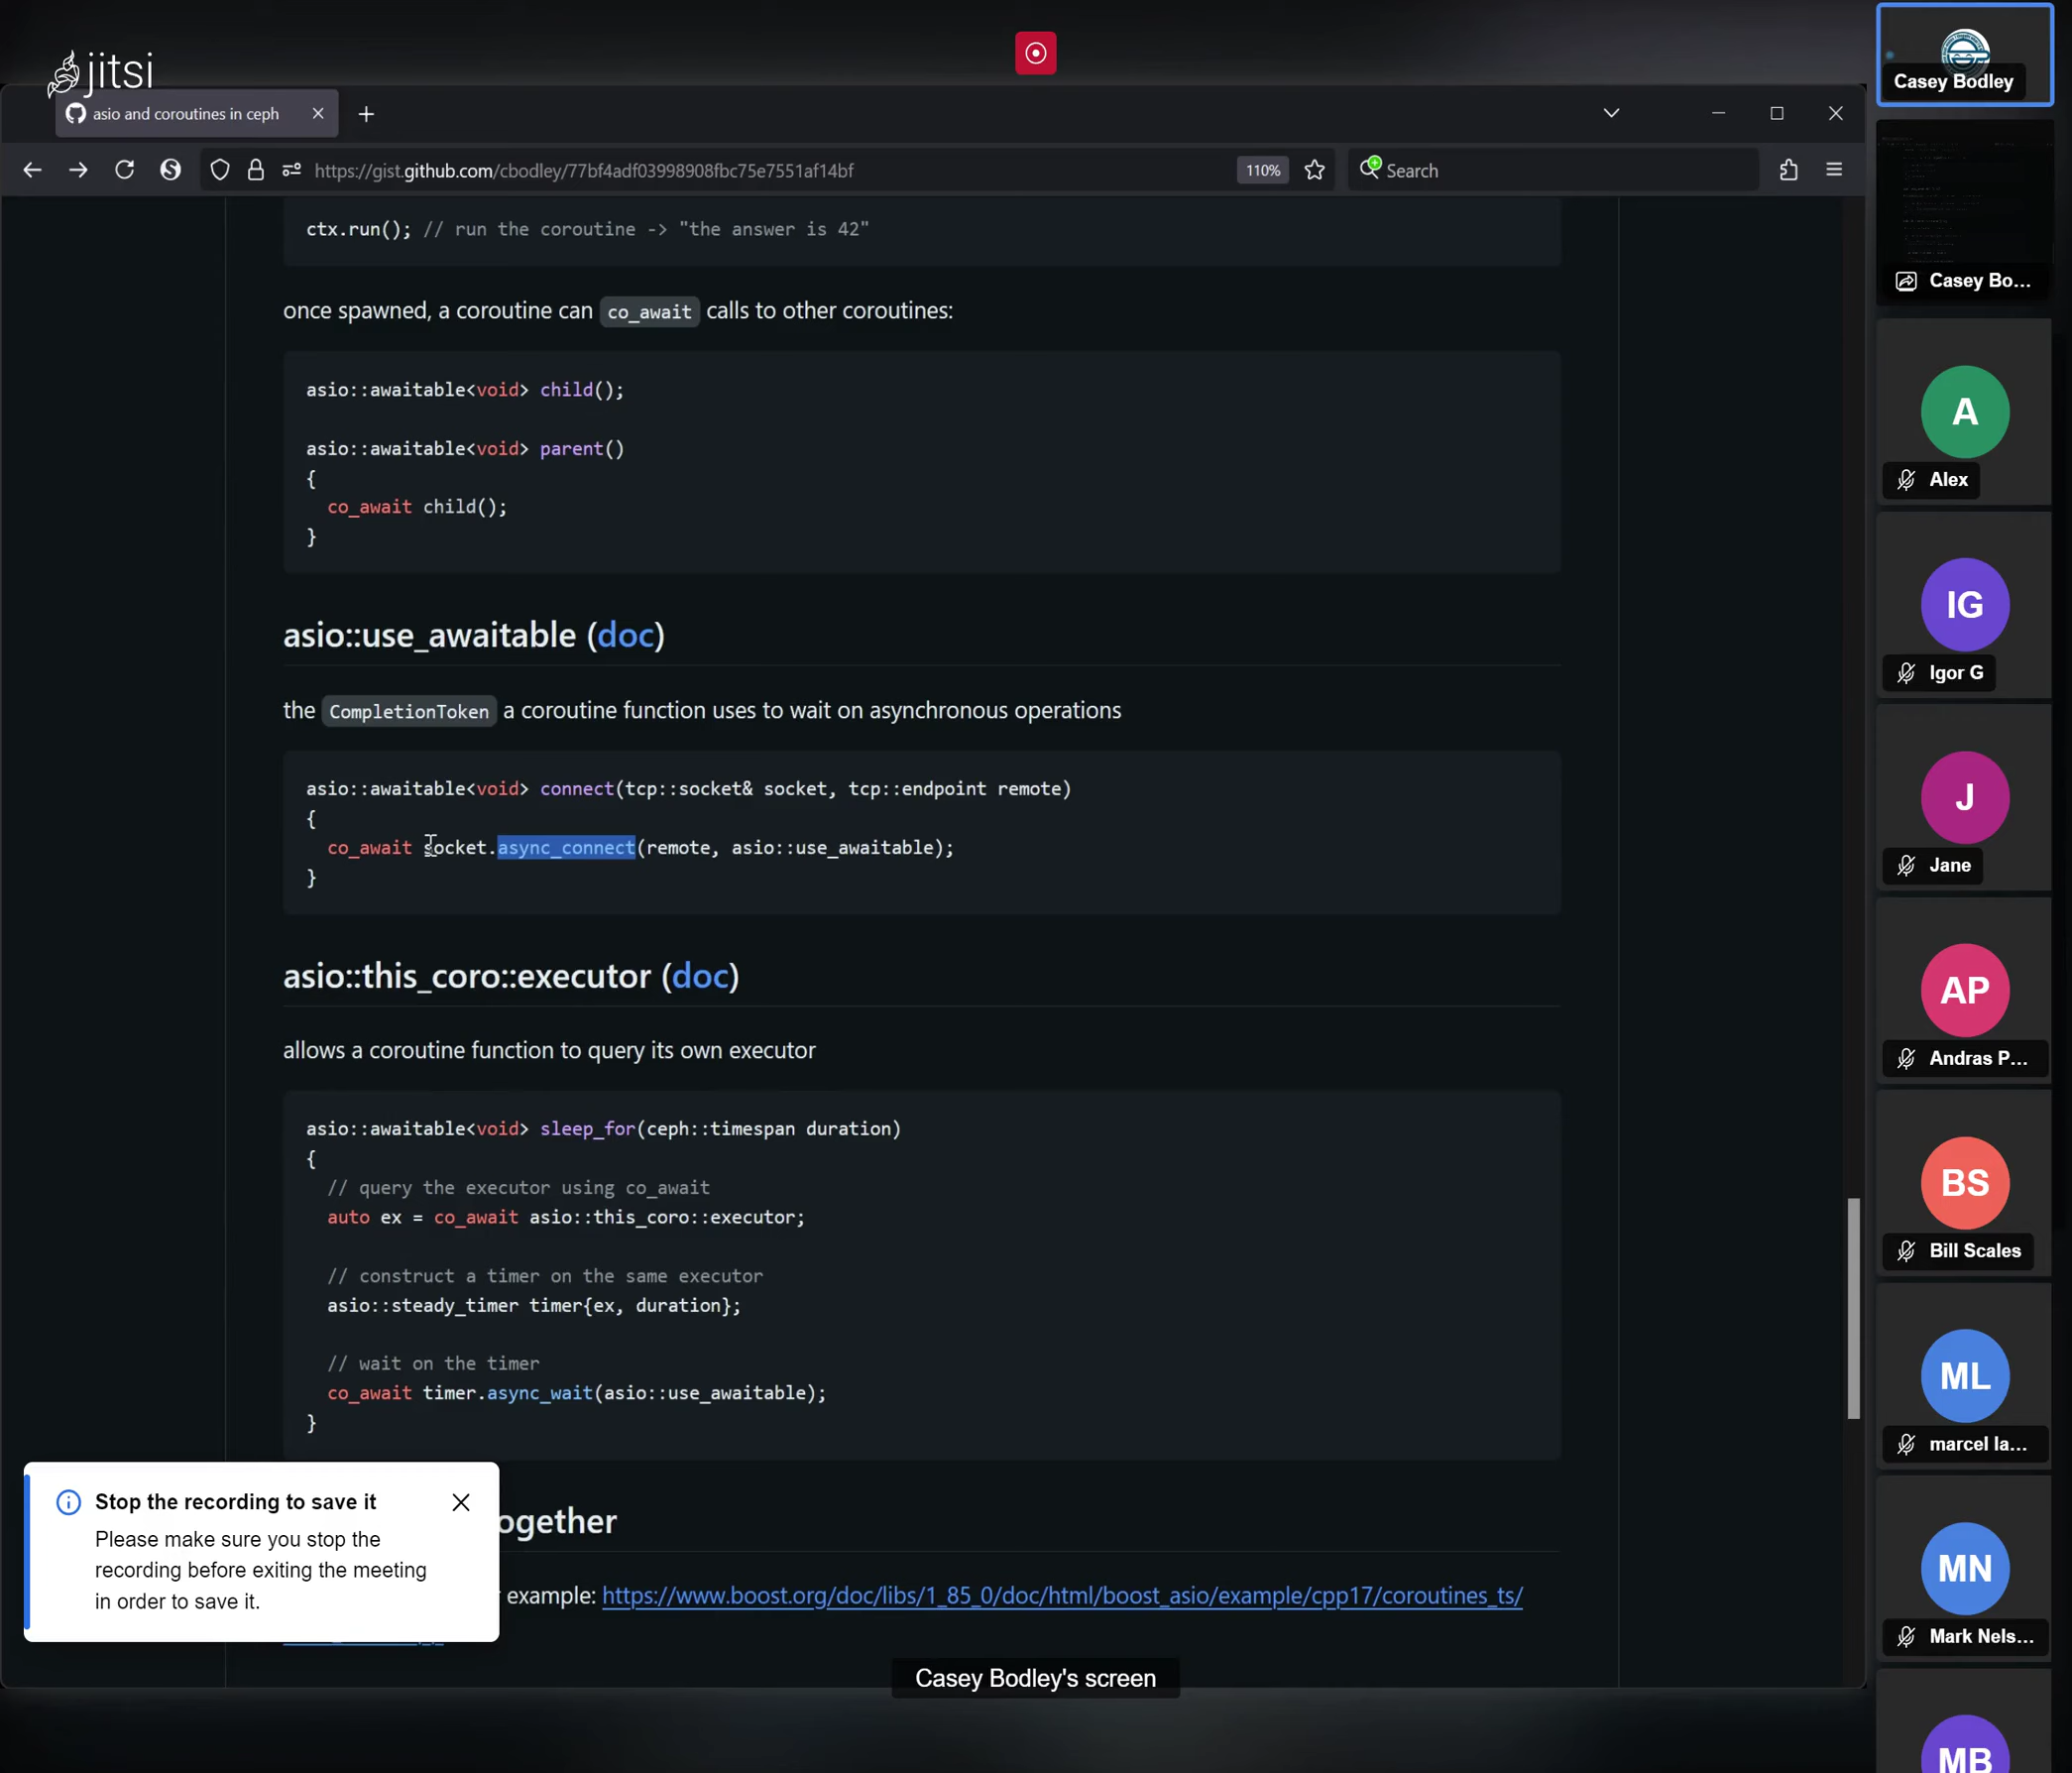 jitsi
asio and coroutines in ceph
https://gist.github.com/cbodley/77bf4adf03998908fbc75e7551af14bf
110%
Search
ctx.run(); // run the coroutine -> "the answer is 42"
once spawned, a coroutine can co_await calls to other coroutines:
asio::awaitable<void> child();
asio::awaitable<void> parent()
{
co_await child();
}
asio::use_awaitable (doc)
the CompletionToken a coroutine function uses to wait on asynchronous operations
asio::awaitable<void> connect(tcp::socket& socket, tcp::endpoint remote)
{
co_await socket.async_connect(remote, asio::use_awaitable);
}
asio::this_coro::executor (doc)
allows a coroutine function to query its own executor
asio::awaitable<void> sleep_for(ceph::timespan duration)
{
// query the executor using co_await
auto ex = co_await asio::this_coro::executor;
// construct a timer on the same executor
asio::steady_timer timer{ex, duration};
// wait on the timer
co_await timer.async_wait(asio::use_awaitable);
}
ogether
example: https://www.boost.org/doc/libs/1_85_0/doc/html/boost_asio/example/cpp17/coroutines_ts/
Stop the recording to save it
Please make sure you stop the
recording before exiting the meeting
in order to save it.
Casey Bodley's screen
Casey Bodley
Casey Bo...
A
Alex
IG
Igor G
J
Jane
AP
Andras P...
BS
Bill Scales
ML
marcel la...
MN
Mark Nels...
MB